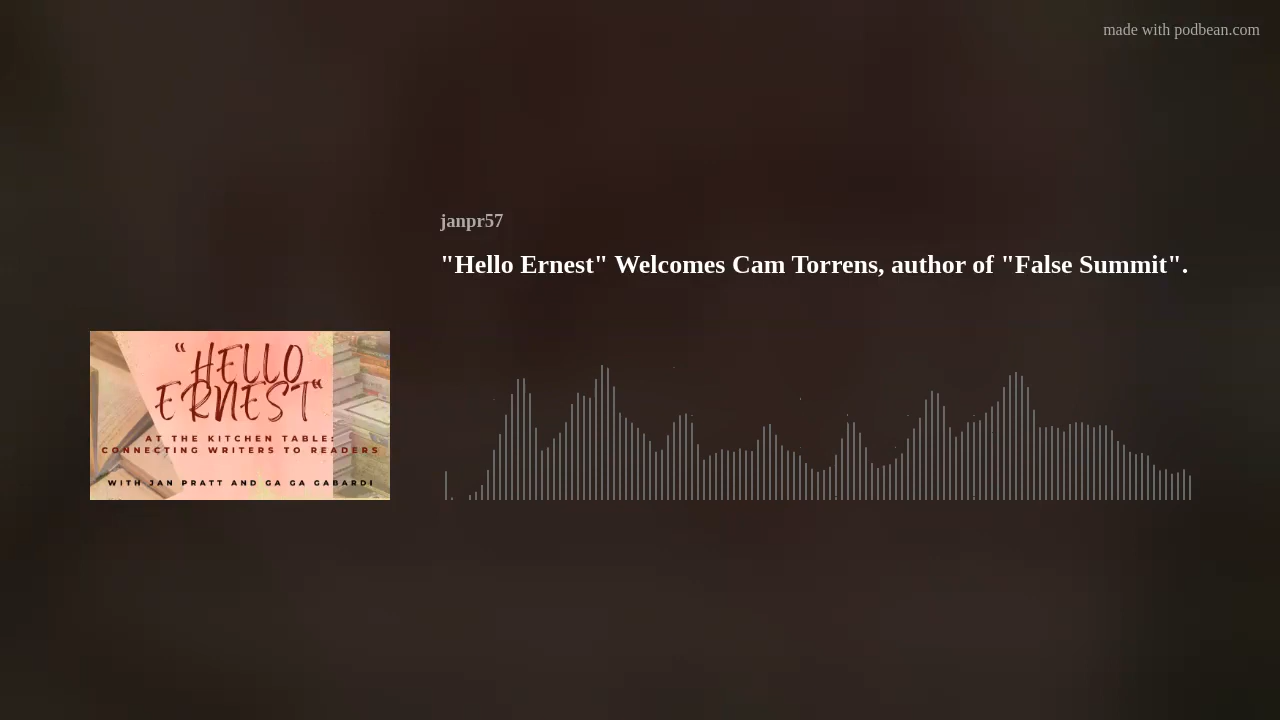 made with podbean.com
janpr57
"Hello Ernest" Welcomes Cam Torrens, author of "False Summit".
"HELLO
ERNEST"
AT THE KITCHEN TABLE:
CONNECTING WRITERS TO READERS
WITH JAN PRATT AND GA GA GABARDI